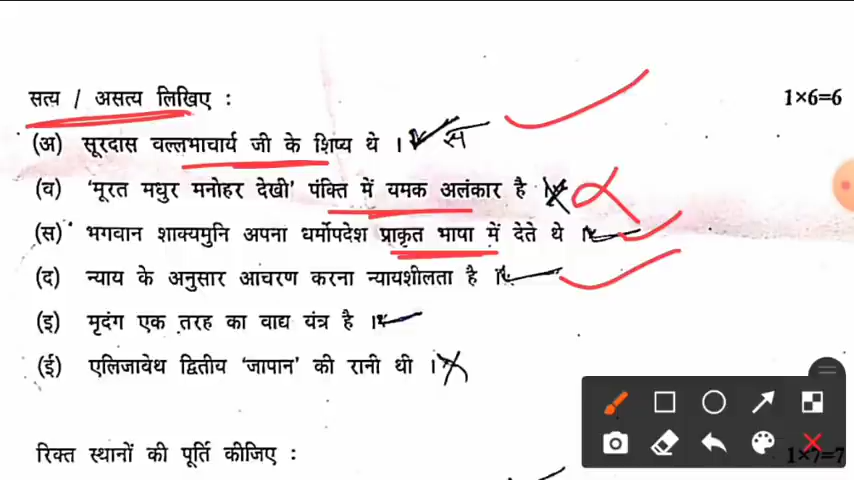 सत्य / असत्य लिखिए : 1×6=6
(अ) सूरदास वल्लभाचार्य जी के शिष्य थे । स
(व) 'मूरत मधुर मनोहर देखी' पंक्ति में यमक अलंकार है ।
(स) भगवान शाक्यमुनि अपना धर्मोपदेश प्राकृत भाषा में देते थे ।
(द) न्याय के अनुसार आचरण करना न्यायशीलता है ।
(इ) मृदंग एक तरह का वाद्य यंत्र है ।
(ई) एलिजावेथ द्वितीय 'जापान' की रानी थी ।
रिक्त स्थानों की पूर्ति कीजिए : 1×7=7